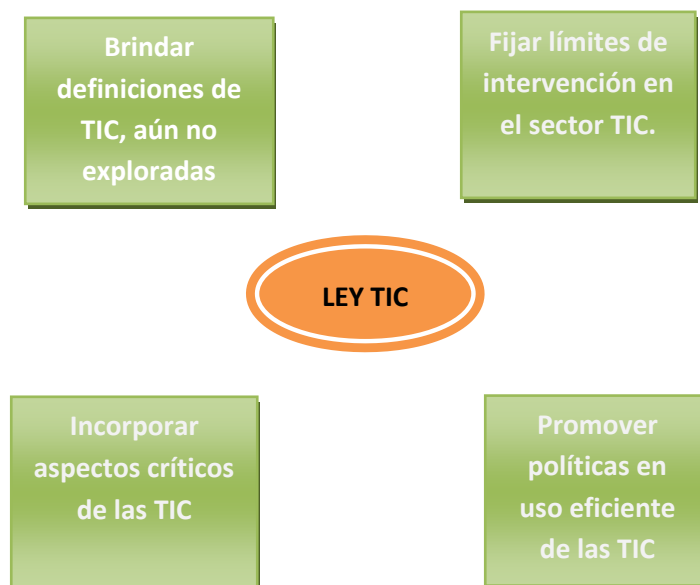 Brindar
definiciones de
TIC, aún no
exploradas
Fijar límites de
intervención en
el sector TIC.
LEY TIC
Incorporar
aspectos críticos
de las TIC
Promover
políticas en
uso eficiente
de las TIC